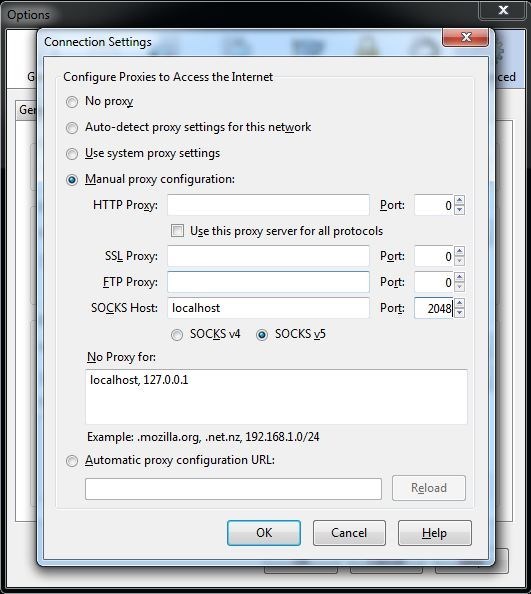 Options
Connection Settings
Configure Proxies to Access the Internet
No proxy
Auto-detect proxy settings for this network
Use system proxy settings
Manual proxy configuration:
HTTP Proxy: Port: 0
Use this proxy server for all protocols
SSL Proxy: Port: 0
FTP Proxy: Port: 0
SOCKS Host: localhost Port: 2048
SOCKS v4 SOCKS v5
No Proxy for:
localhost, 127.0.0.1
Example: .mozilla.org, .net.nz, 192.168.1.0/24
Automatic proxy configuration URL:
Reload
OK Cancel Help